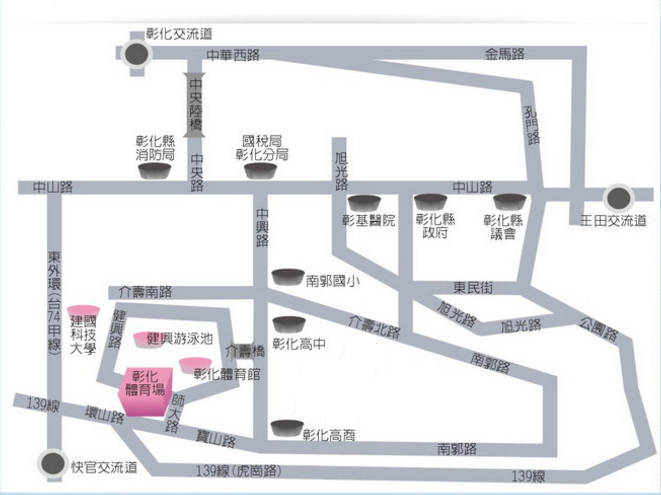 彰化交流道
中華西路
金馬路
中央陸橋
孔門路
彰化縣
消防局
國稅局
彰化分局
中央路
旭光路
中山路
中山路
彰基醫院
彰化縣
政府
彰化縣
議會
王田交流道
中興路
東外環(台74甲線)
南郭國小
介壽南路
東民街
建國
科技
大學
健興路
健興游泳池
介壽橋
介壽北路
彰化高中
旭光路
旭光路
公園路
彰化體育館
南郭路
彰化
體育場
師大路
139線
環山路
寶山路
彰化高商
南郭路
快官交流道
139線(虎崗路)
139線